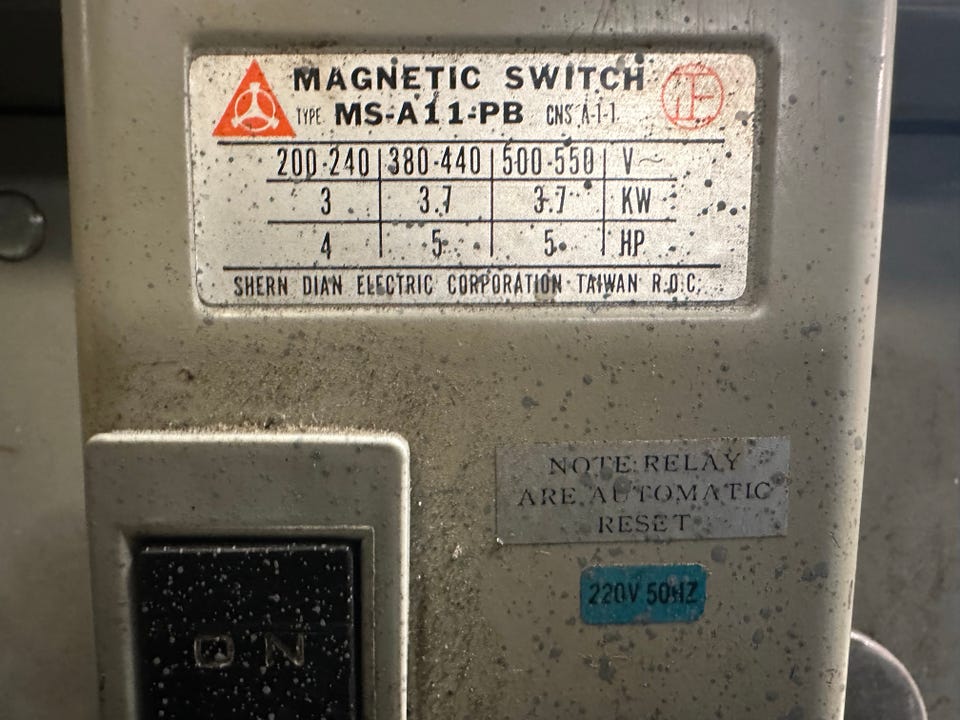 MAGNETIC SWITCH
TYPE MS-A11-PB CNS A-1-1.
200-240 380-440 500-550 V~
3 3.7 3.7 KW
4 5 5 HP
SHERN DIAN ELECTRIC CORPORATION TAIWAN R.O.C.
NOTE:RELAY
ARE AUTOMATIC
RESET
220V 50HZ
ON